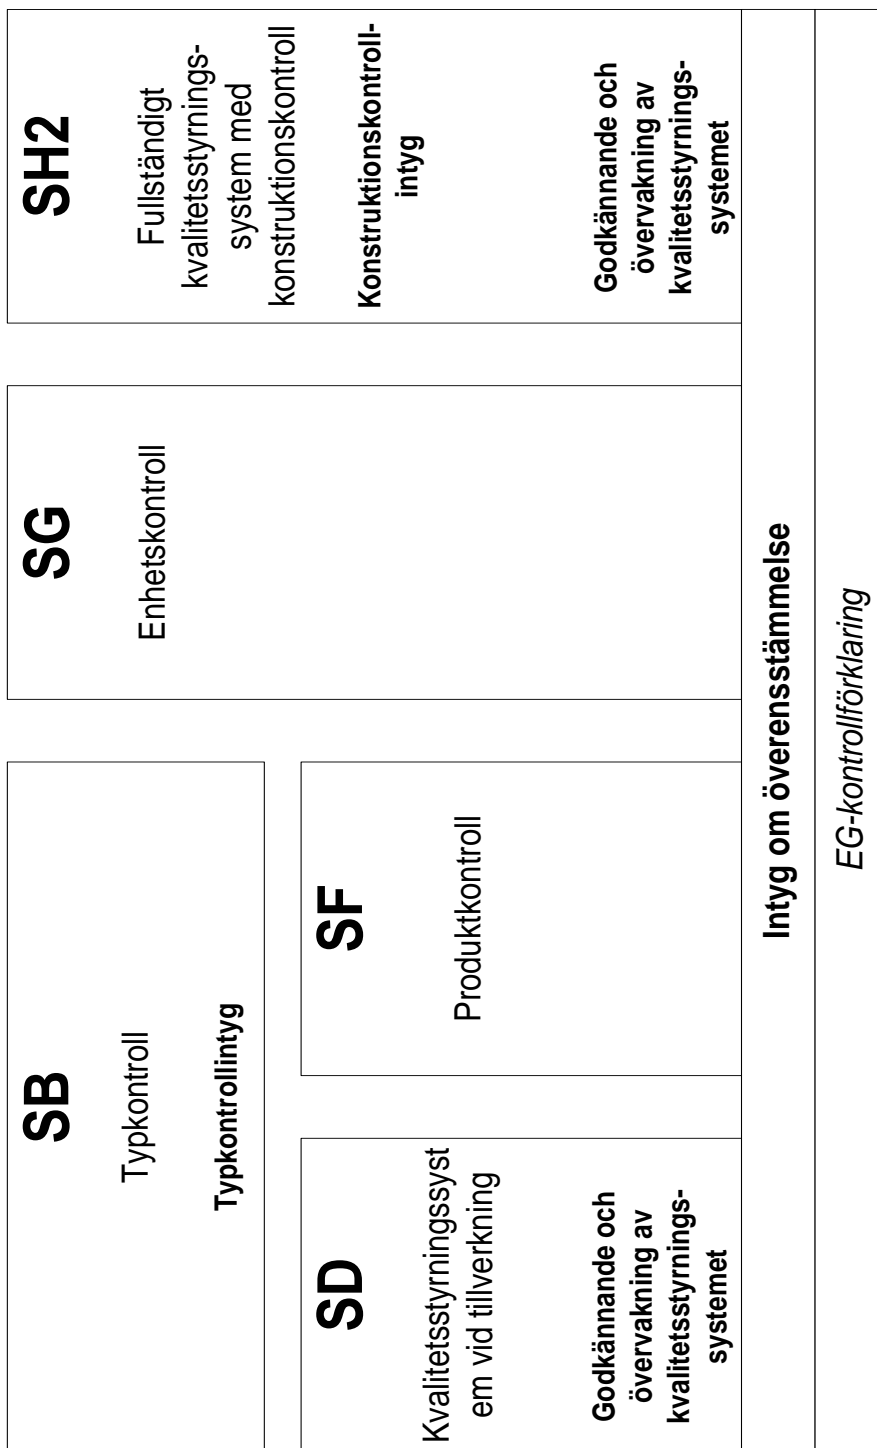 SB
Typkontroll
Typkontrollintyg
SD
Kvalitetsstyrningssyst
em vid tillverkning
Godkännande och
övervakning av
kvalitetsstyrnings-
systemet
SF
Produktkontroll
SG
Enhetskontroll
SH2
Fullständigt
kvalitetsstyrnings-
system med
konstruktionskontroll
Konstruktionskontroll-
intyg
Godkännande och
övervakning av
kvalitetsstyrnings-
systemet
Intyg om överensstämmelse
EG-kontrollförklaring